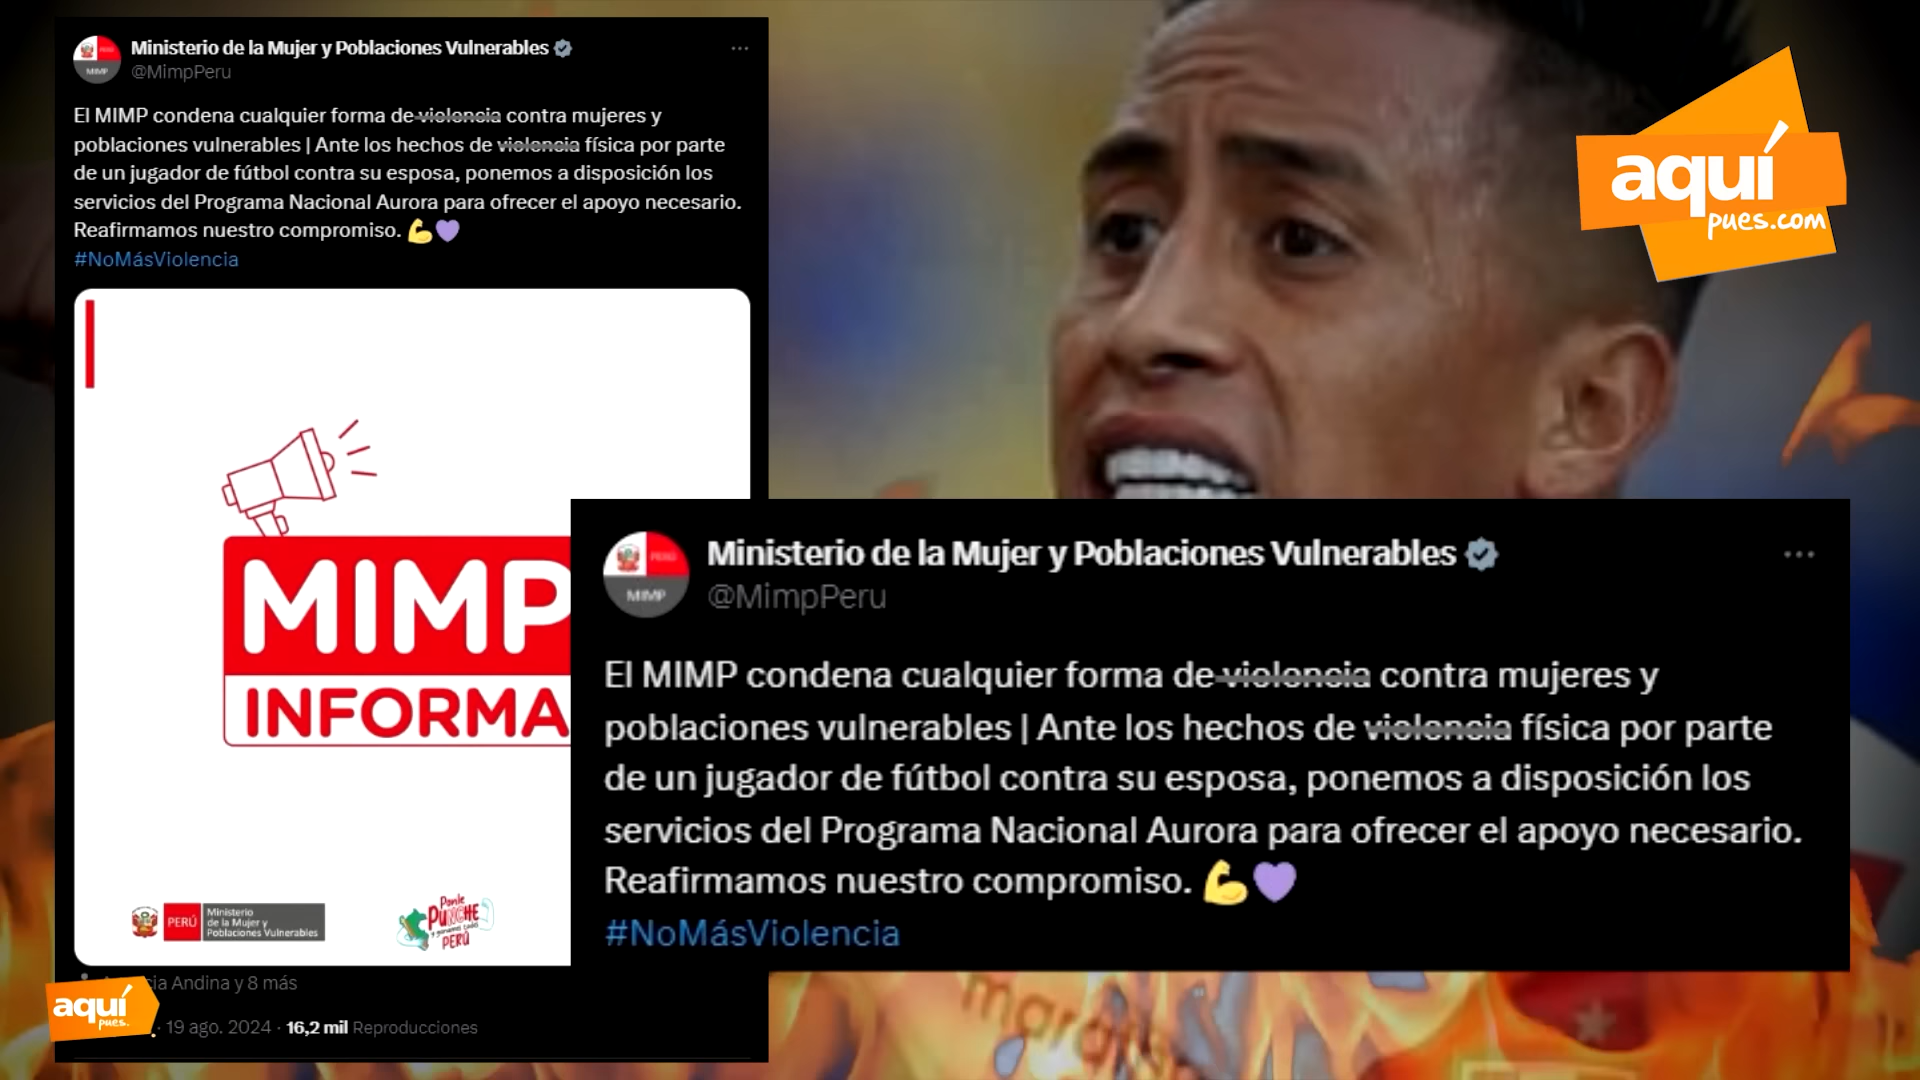 Ministerio de la Mujer y Poblaciones Vulnerables
@MimpPeru
El MIMP condena cualquier forma de violencia contra mujeres y
poblaciones vulnerables | Ante los hechos de violencia física por parte
de un jugador de fútbol contra su esposa, ponemos a disposición los
servicios del Programa Nacional Aurora para ofrecer el apoyo necesario.
Reafirmamos nuestro compromiso. 💪💜
#NoMásViolencia
MIMP
INFORMA
PERÚ
Ministerio
de la Mujer y
Poblaciones Vulnerables
Ponle
PUNCHE
PERÚ
Andina y 8 más
19 ago. 2024 · 16,2 mil Reproducciones
aquí
pues.
aquí
pues.com
MIMP
Ministerio de la Mujer y Poblaciones Vulnerables
@MimpPeru
El MIMP condena cualquier forma de violencia contra mujeres y
poblaciones vulnerables | Ante los hechos de violencia física por parte
de un jugador de fútbol contra su esposa, ponemos a disposición los
servicios del Programa Nacional Aurora para ofrecer el apoyo necesario.
Reafirmamos nuestro compromiso. 💪💜
#NoMásViolencia